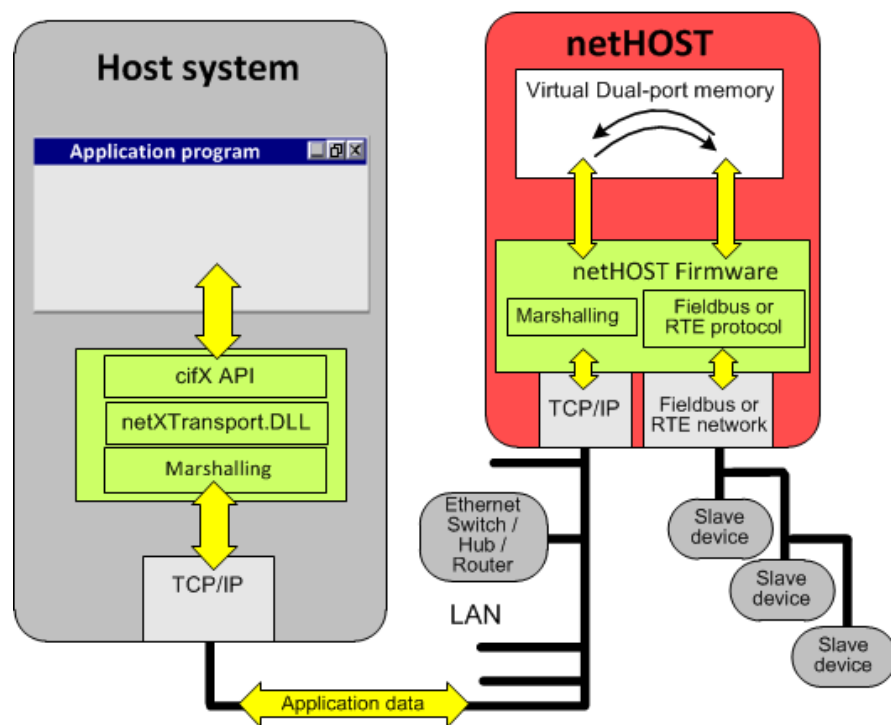 Host system
Application program
cifX API
netXTransport.DLL
Marshalling
TCP/IP
netHOST
Virtual Dual-port memory
netHOST Firmware
Marshalling
Fieldbus or
RTE protocol
TCP/IP
Fieldbus or
RTE network
Ethernet
Switch /
Hub /
Router
LAN
Slave
device
Slave
device
Slave
device
Application data